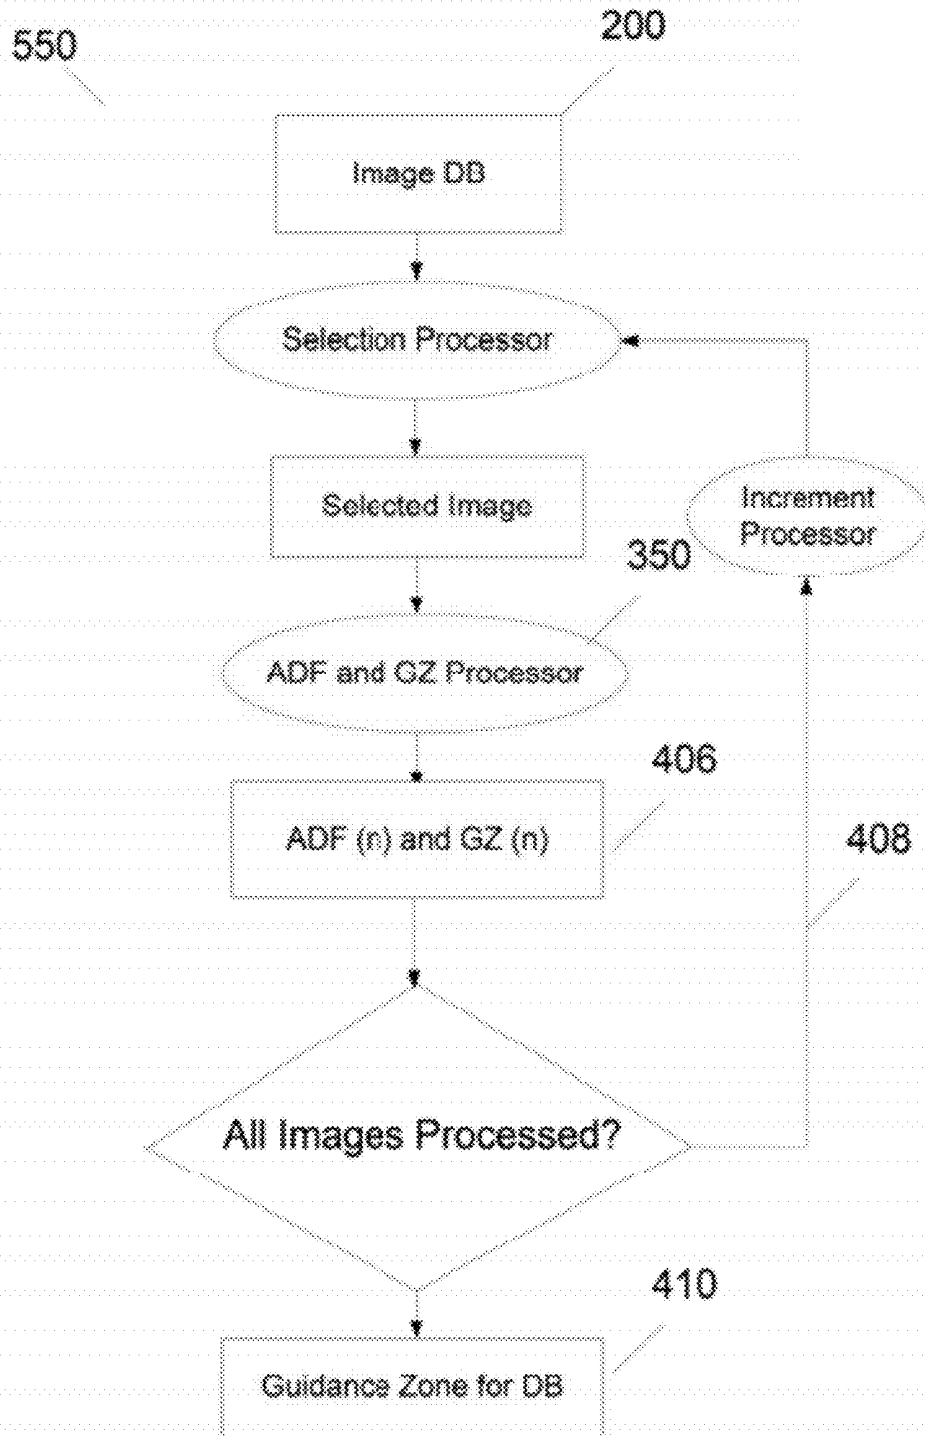 550
200
Image DB
Selection Processor
Selected Image
Increment
Processor
350
ADF and GZ Processor
406
ADF (n) and GZ (n)
408
All Images Processed?
410
Guidance Zone for DB